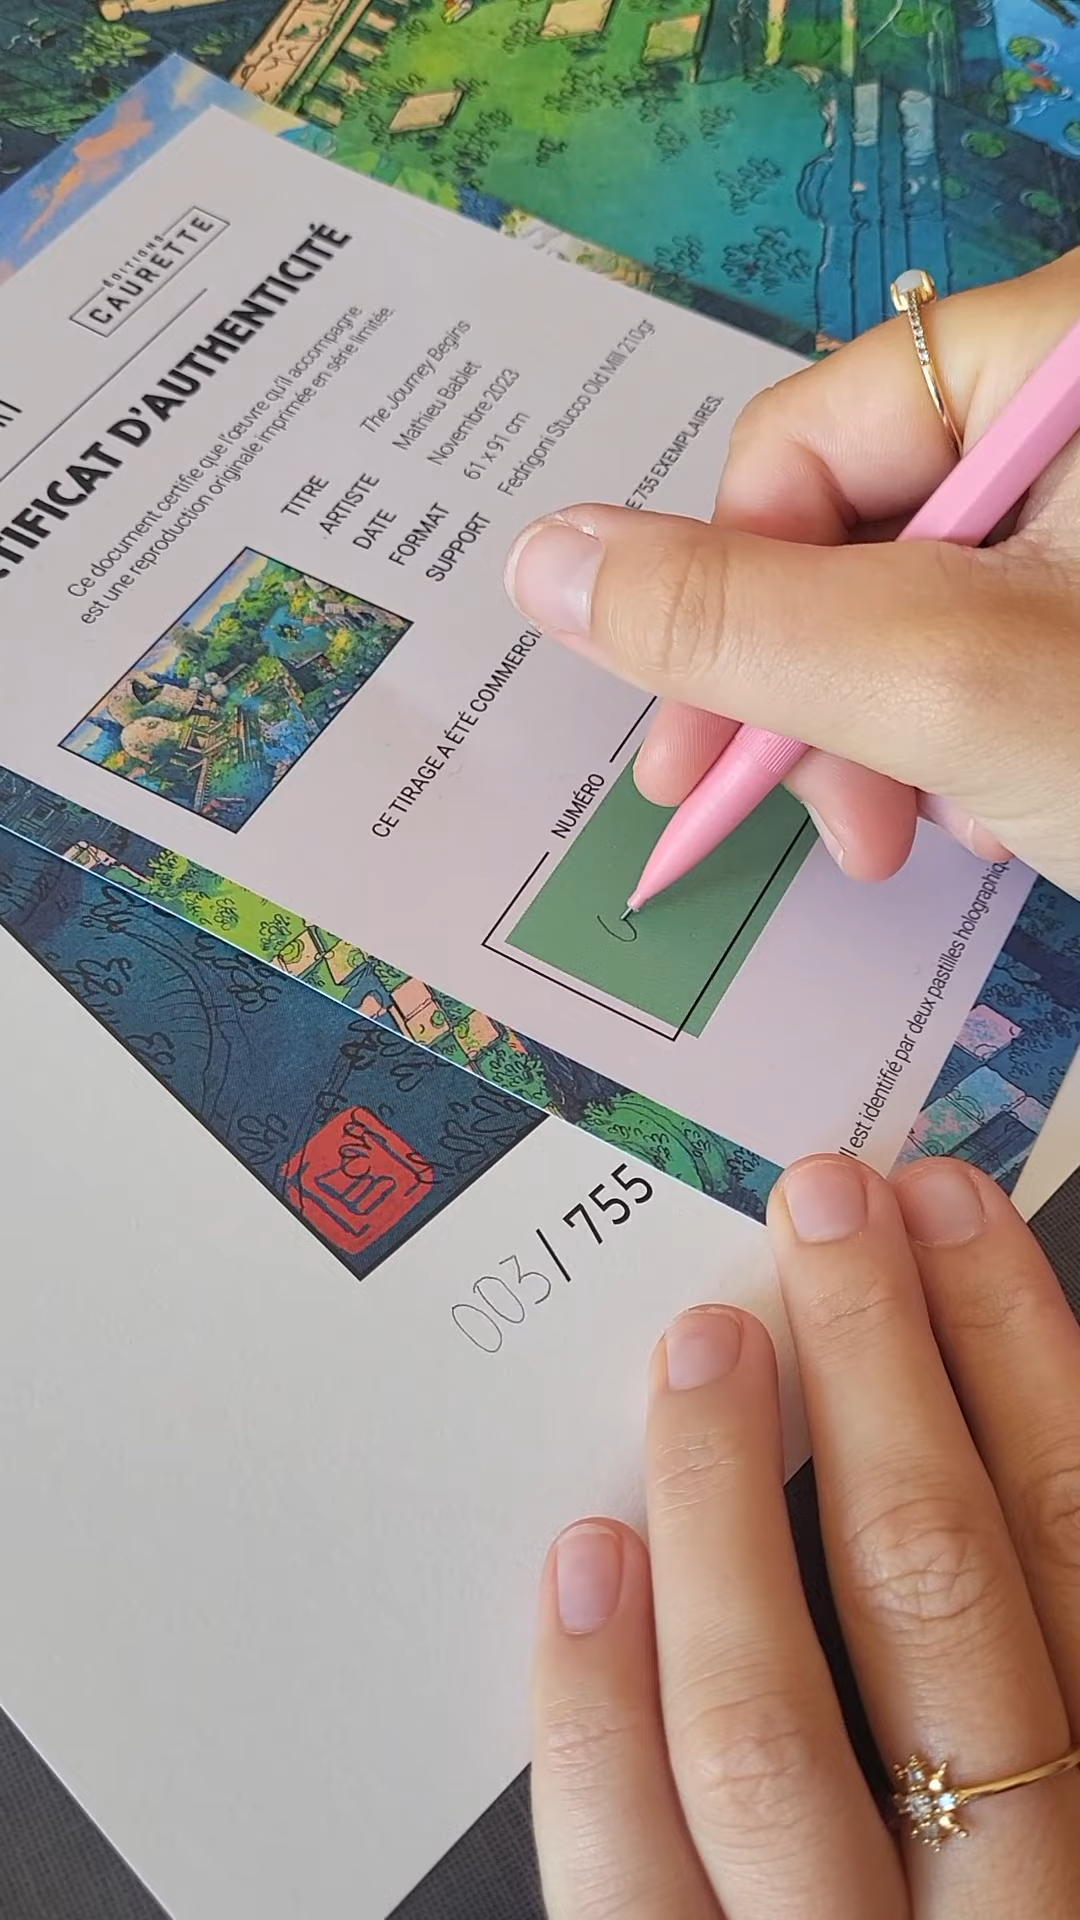 ÉDITIONS
CAURETTE
CERTIFICAT D'AUTHENTICITÉ
Ce document certifie que l'œuvre qu'il accompagne
est une reproduction originale imprimée en série limitée.
TITRE The Journey Begins
ARTISTE Mathieu Bablet
DATE Novembre 2023
FORMAT 61 x 91 cm
SUPPORT Fedrigoni Stucco Old Mill 210gr
CE TIRAGE A ÉTÉ COMMERCI 755 EXEMPLAIRES.
NUMÉRO
Il est identifié par deux pastilles holographiq
003 / 755